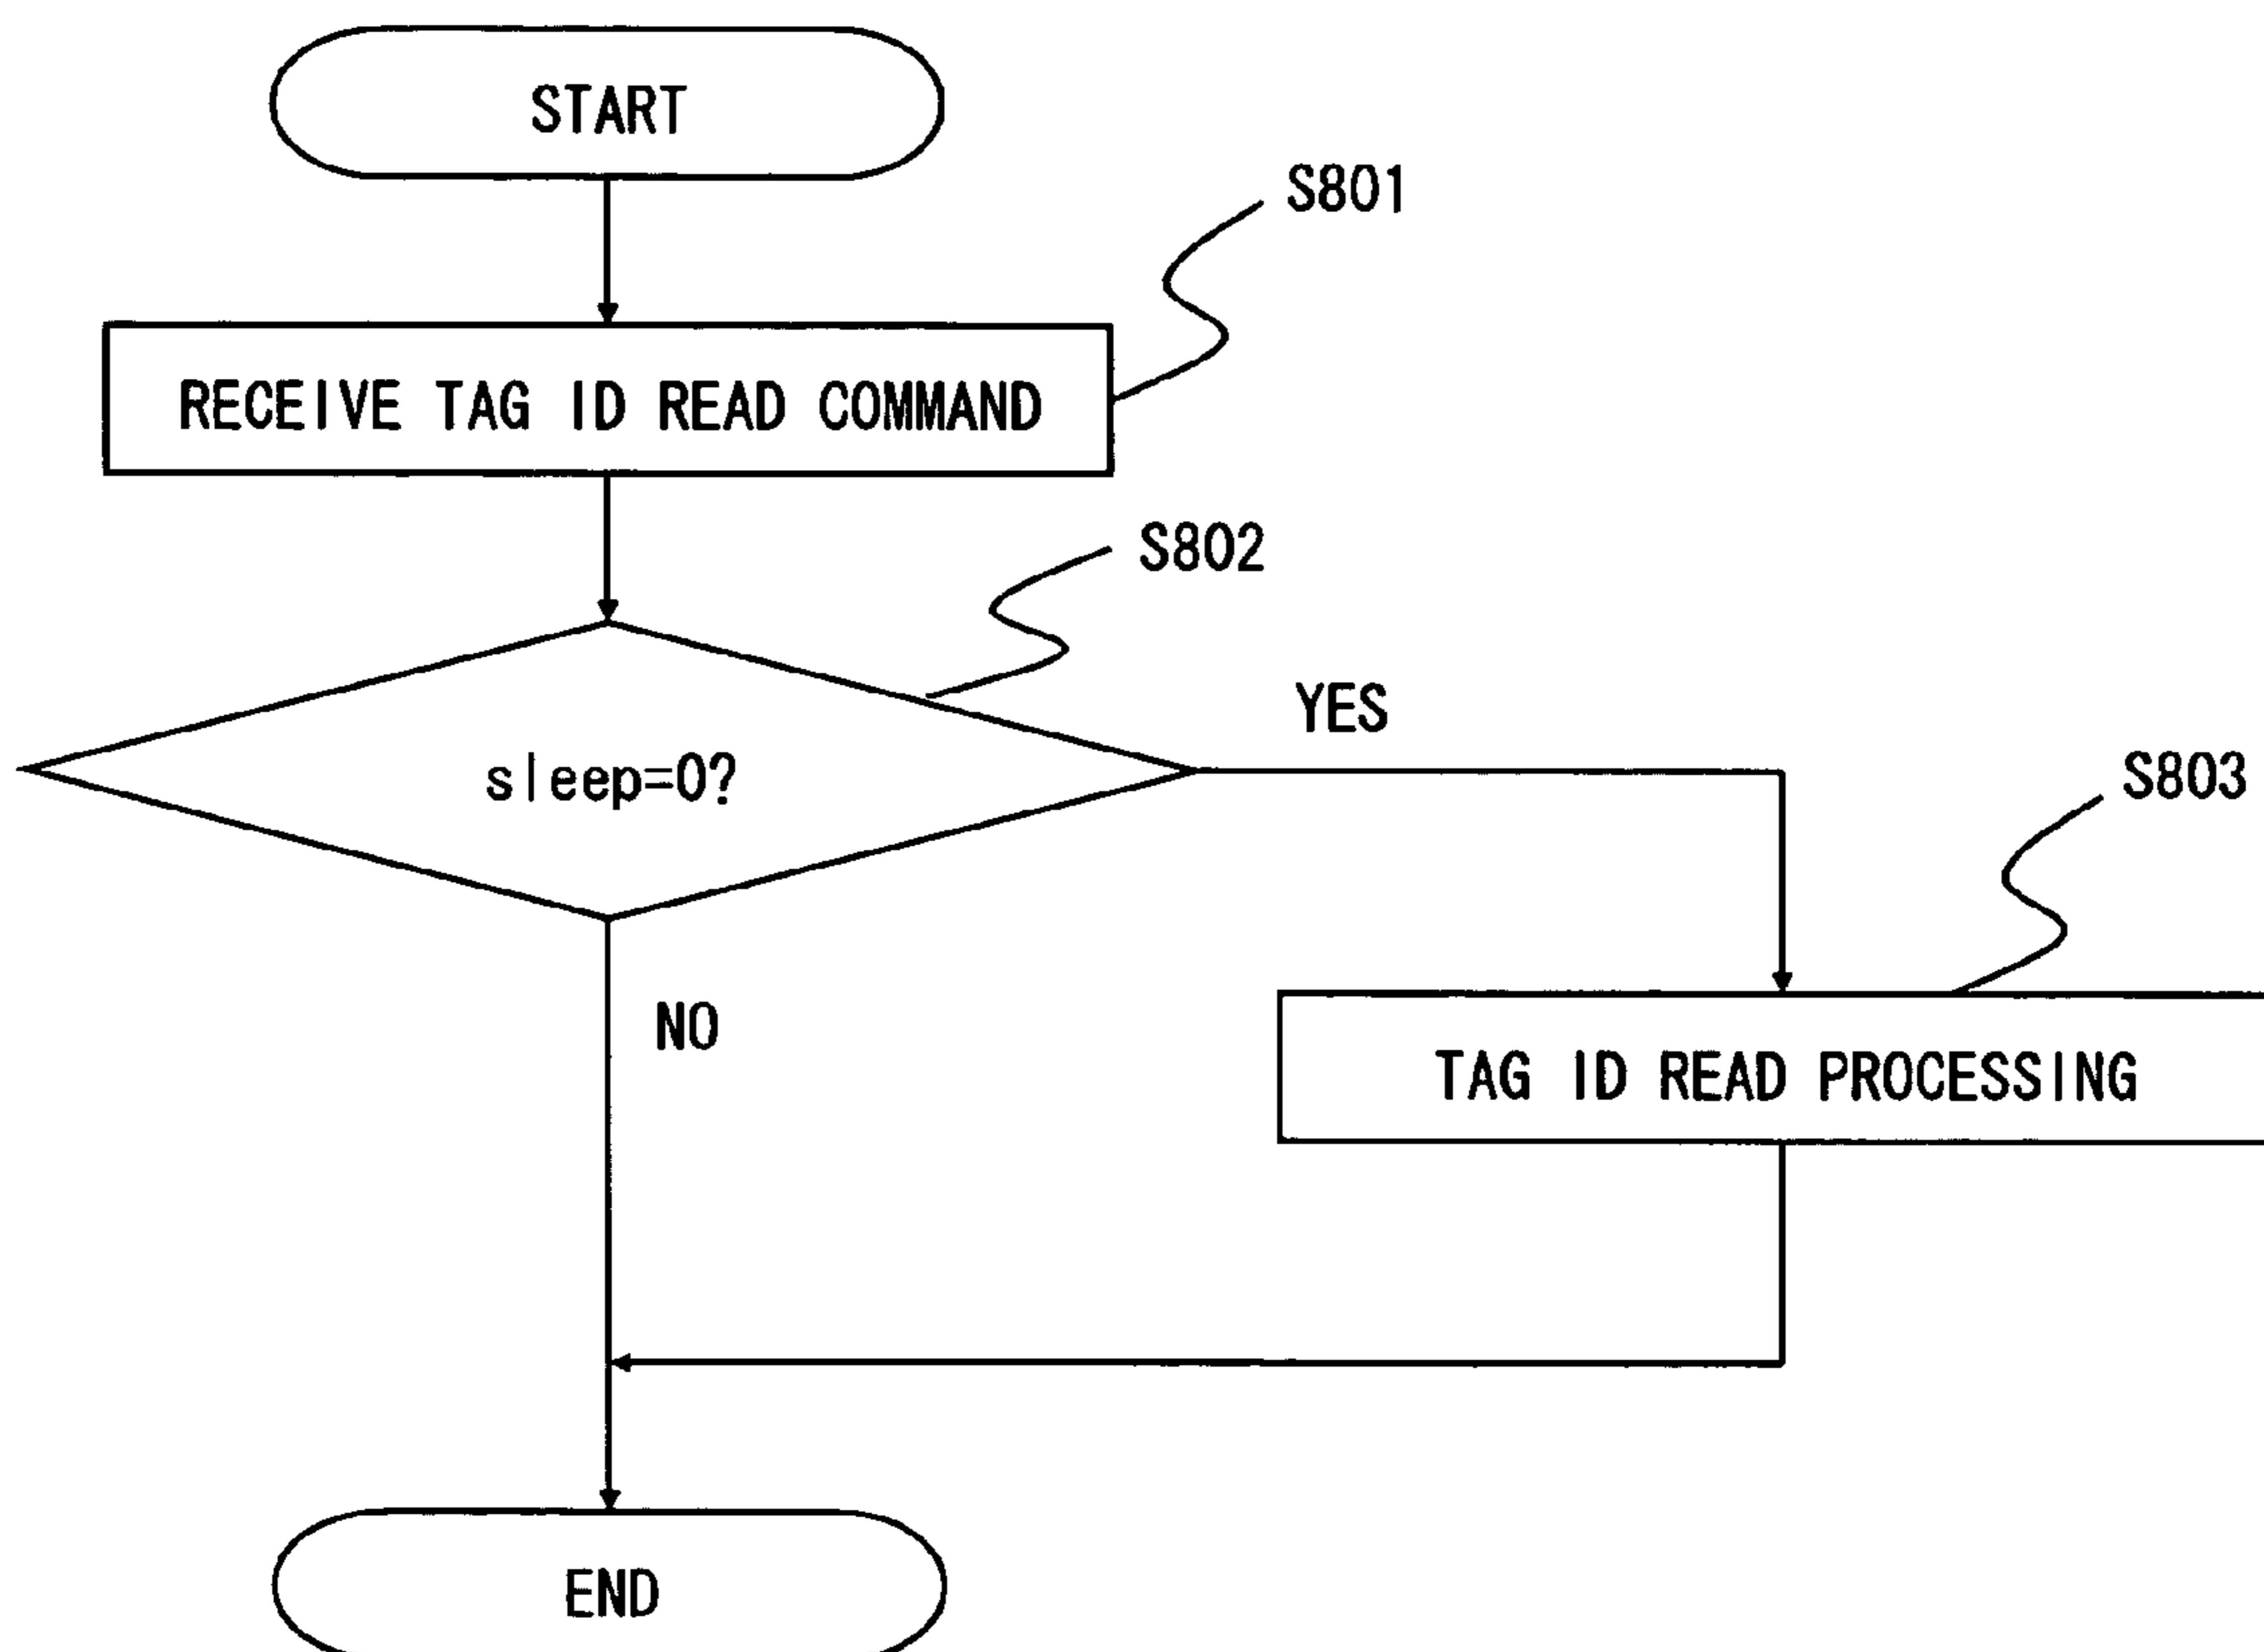 START
S801
RECEIVE TAG ID READ COMMAND
S802
YES
sleep=0?
S803
NO
TAG ID READ PROCESSING
END